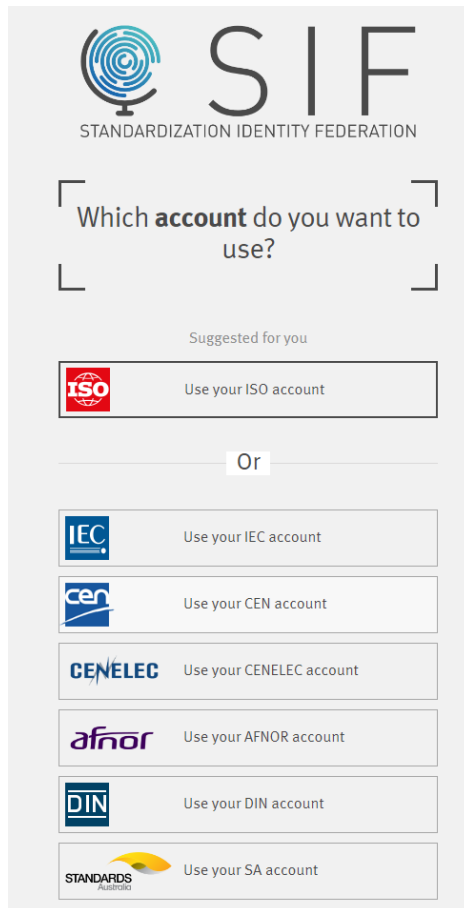 SIF
STANDARDIZATION IDENTITY FEDERATION
Which account do you want to
use?
Suggested for you
ISO
Use your ISO account
Or
IEC
Use your IEC account
cen
Use your CEN account
CENELEC
Use your CENELEC account
afnor
Use your AFNOR account
DIN
Use your DIN account
STANDARDS
Australia
Use your SA account